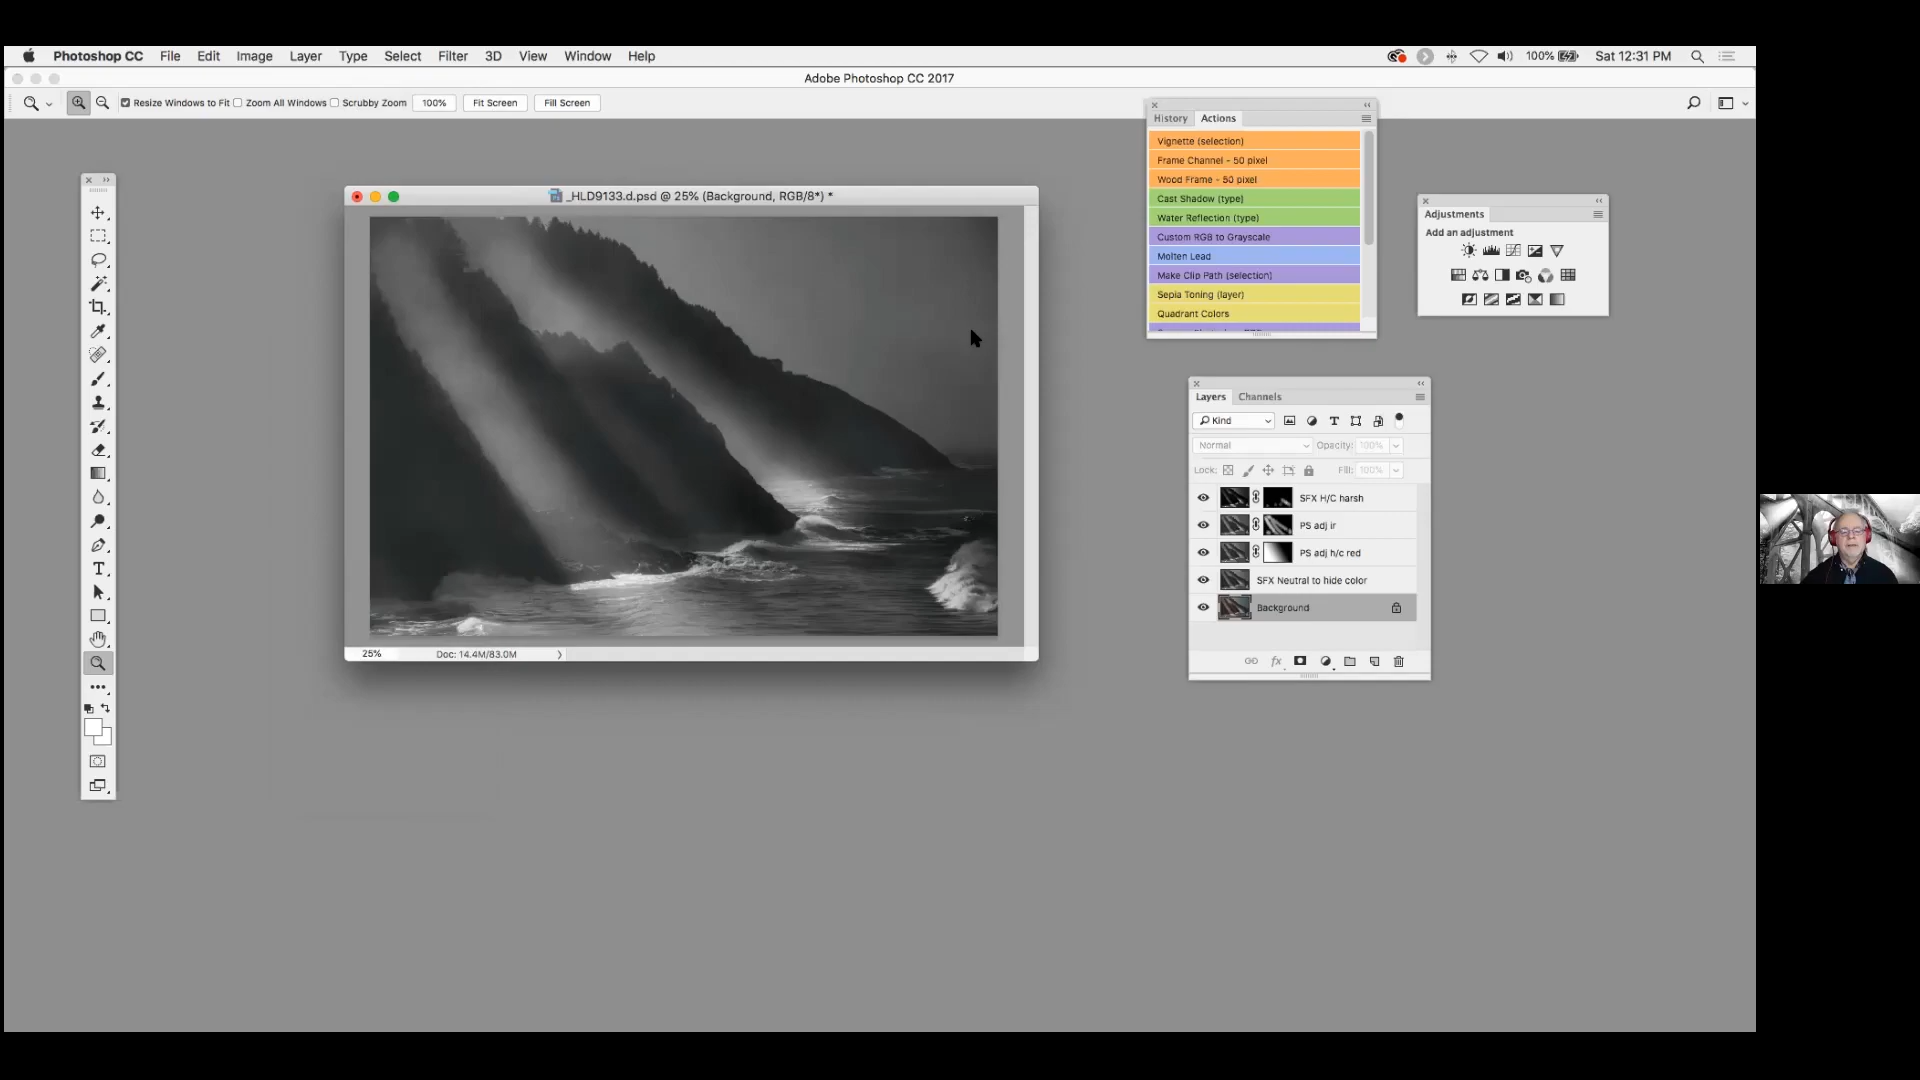 Photoshop CC File Edit Image Layer Type Select Filter 3D View Window Help 100% Sat 12:31 PM
Adobe Photoshop CC 2017
Resize Windows to Fit Zoom All Windows Scrubby Zoom 100% Fit Screen Fill Screen
History Actions
Vignette (selection)
Frame Channel - 50 pixel
Wood Frame - 50 pixel
Cast Shadow (type)
Water Reflection (type)
Custom RGB to Grayscale
Molten Lead
Make Clip Path (selection)
Sepia Toning (layer)
Quadrant Colors
_HLD9133.d.psd @ 25% (Background, RGB/8*) *
25% Doc: 14.4M/83.0M
Adjustments
Add an adjustment
Layers Channels
Kind
Normal Opacity: 100%
Lock: Fill: 100%
SFX H/C harsh
PS adj ir
PS adj h/c red
SFX Neutral to hide color
Background
fx